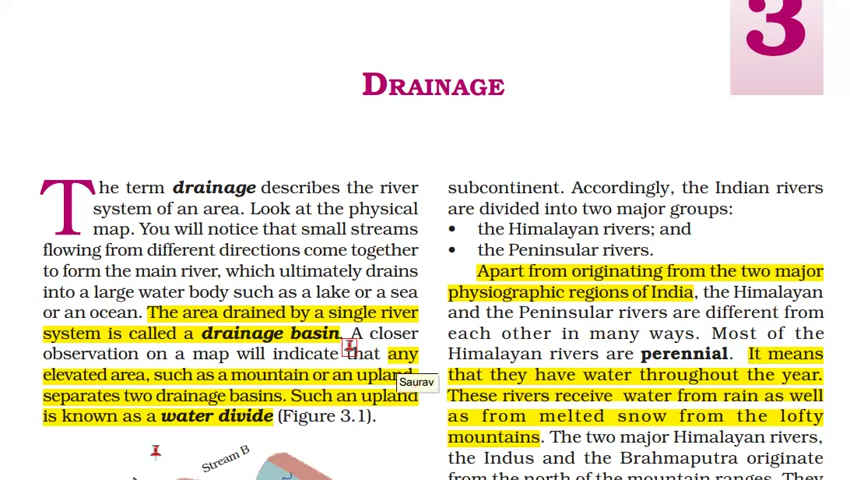 3
DRAINAGE
The term drainage describes the river
system of an area. Look at the physical
map. You will notice that small streams
flowing from different directions come together
to form the main river, which ultimately drains
into a large water body such as a lake or a sea
or an ocean. The area drained by a single river
system is called a drainage basin. A closer
observation on a map will indicate that any
elevated area, such as a mountain or an upland,
separates two drainage basins. Such an upland
is known as a water divide (Figure 3.1).
Saurav
Stream B
subcontinent. Accordingly, the Indian rivers
are divided into two major groups:
• the Himalayan rivers; and
• the Peninsular rivers.
Apart from originating from the two major
physiographic regions of India, the Himalayan
and the Peninsular rivers are different from
each other in many ways. Most of the
Himalayan rivers are perennial. It means
that they have water throughout the year.
These rivers receive water from rain as well
as from melted snow from the lofty
mountains. The two major Himalayan rivers,
the Indus and the Brahmaputra originate
from the north of the mountain ranges. They